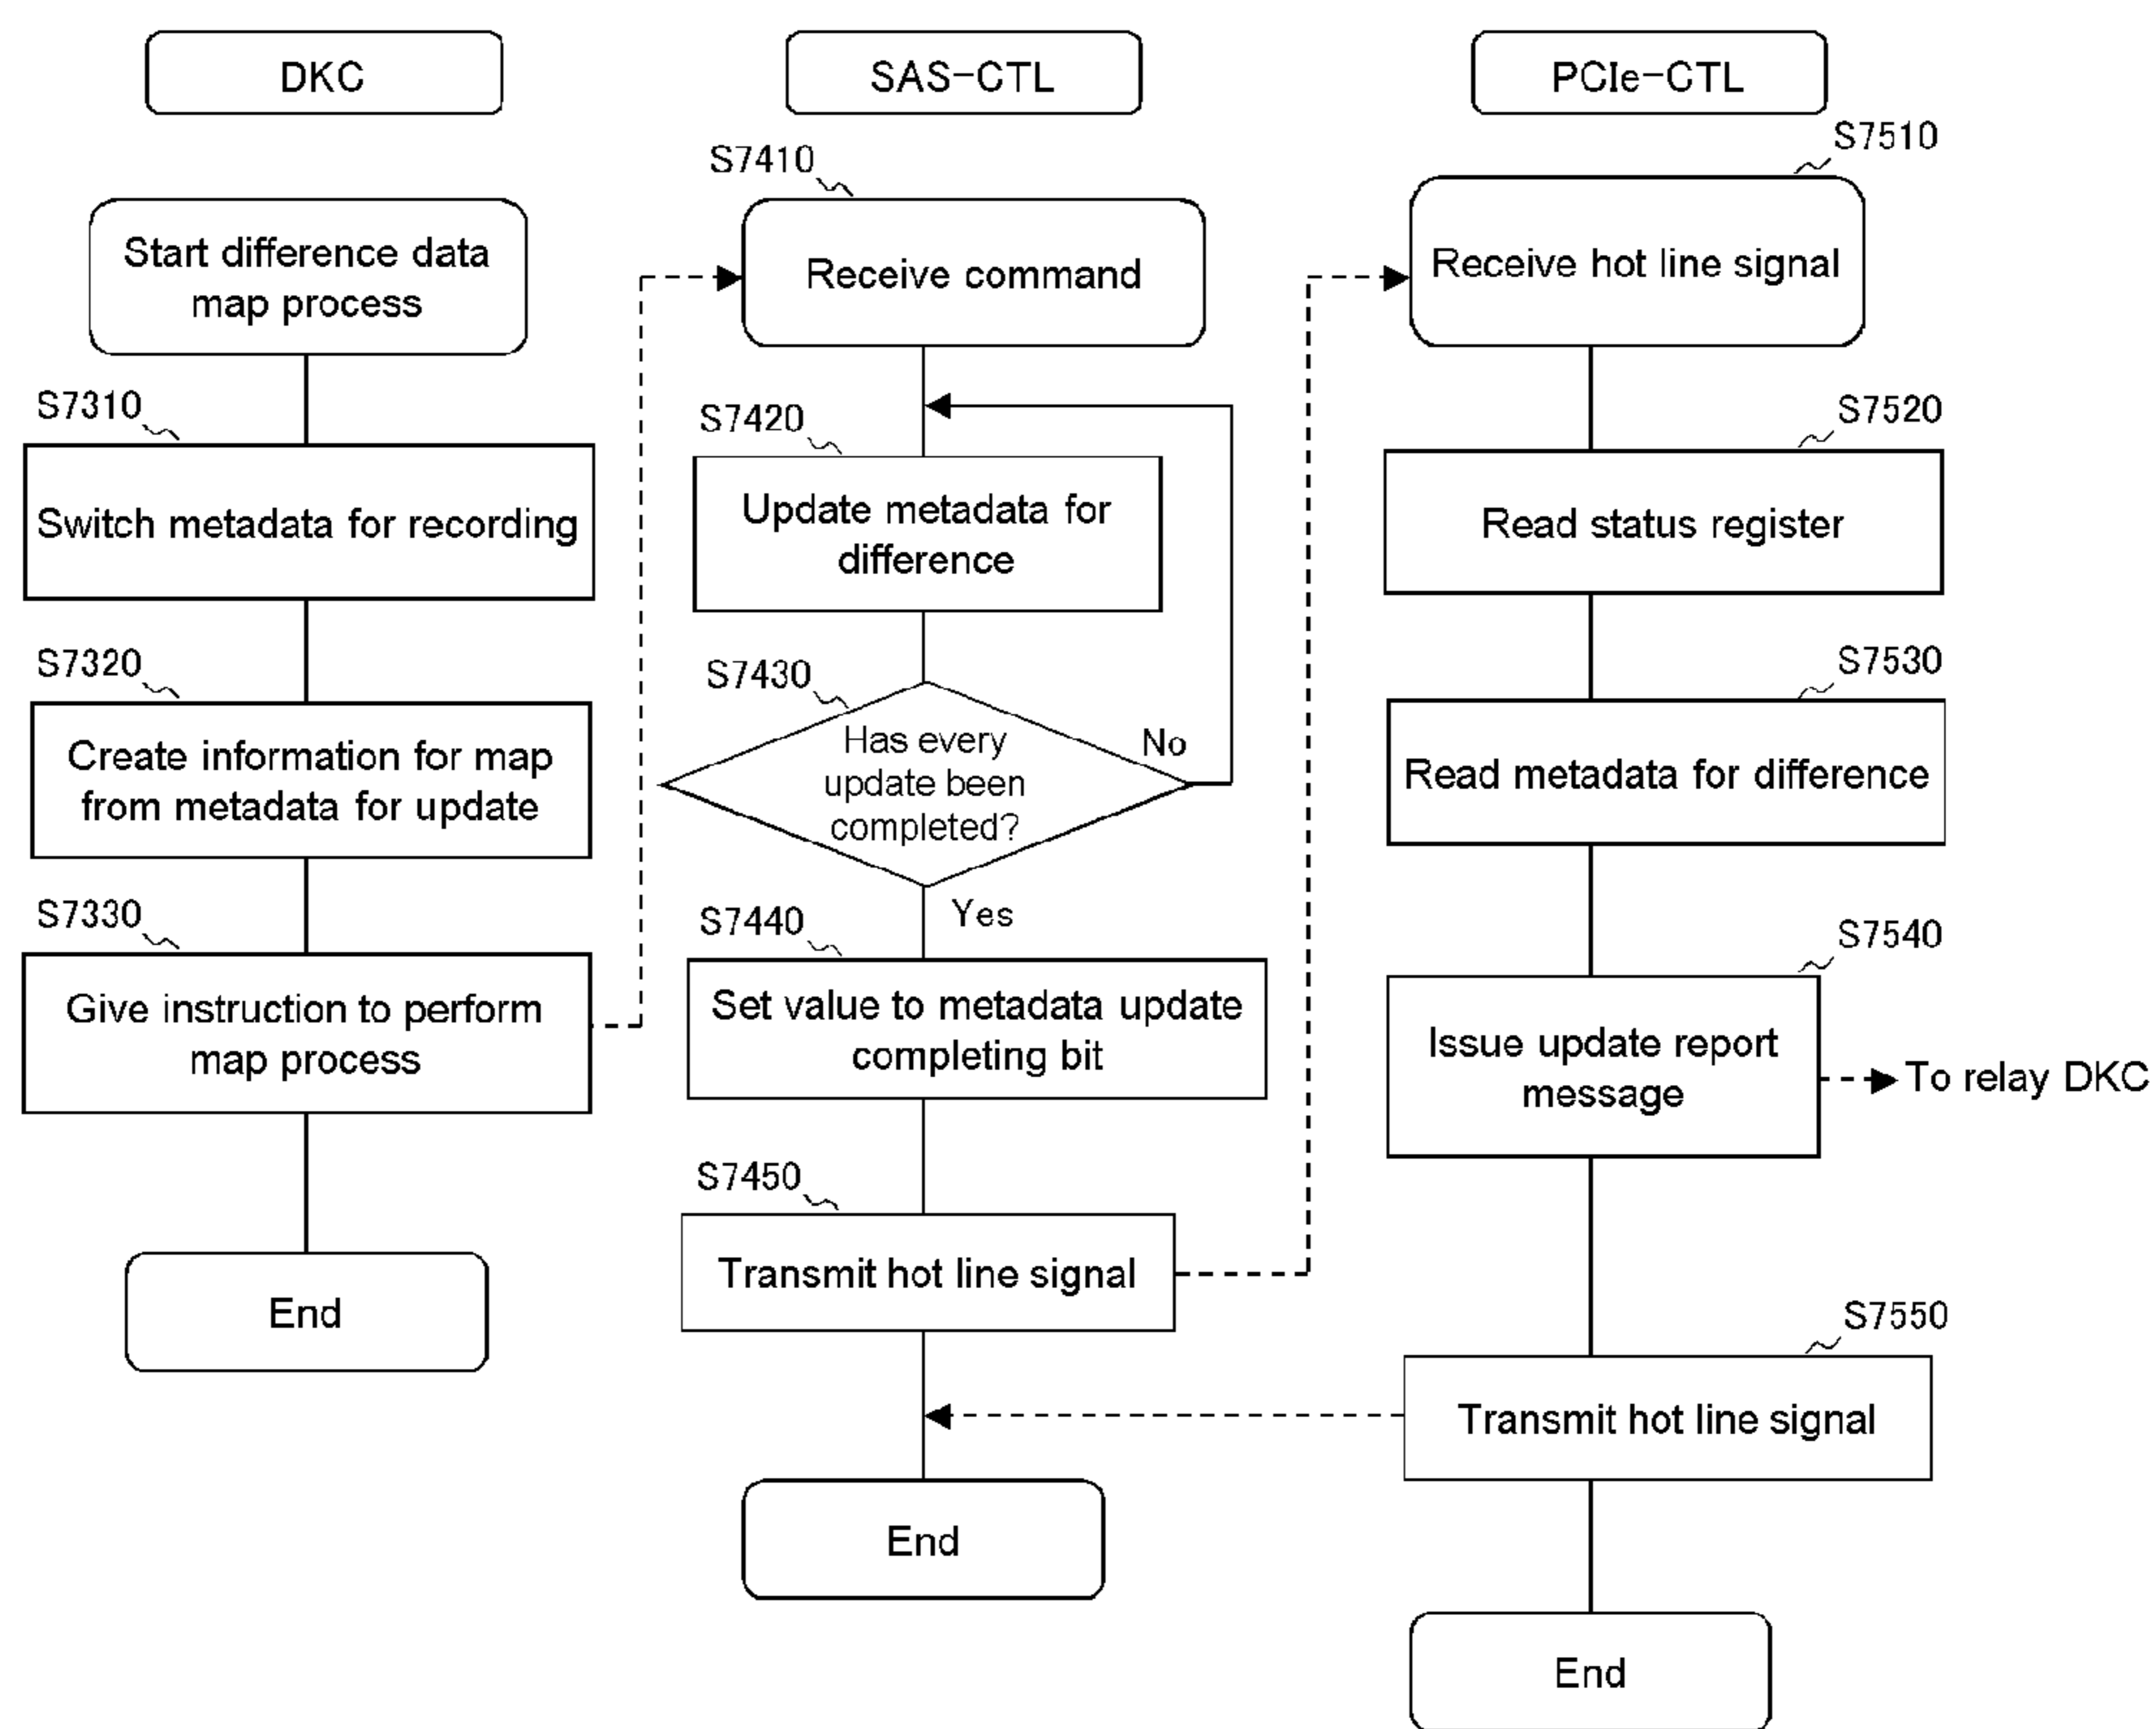 DKC
SAS-CTL
PCIe-CTL
Start difference data
map process
S7310
Switch metadata for recording
S7320
Create information for map
from metadata for update
S7330
Give instruction to perform
map process
End
S7410
Receive command
S7420
Update metadata for
difference
S7430
Has every
update been
completed?
No
Yes
S7440
Set value to metadata update
completing bit
S7450
Transmit hot line signal
End
S7510
Receive hot line signal
S7520
Read status register
S7530
Read metadata for difference
S7540
Issue update report
message
To relay DKC
S7550
Transmit hot line signal
End